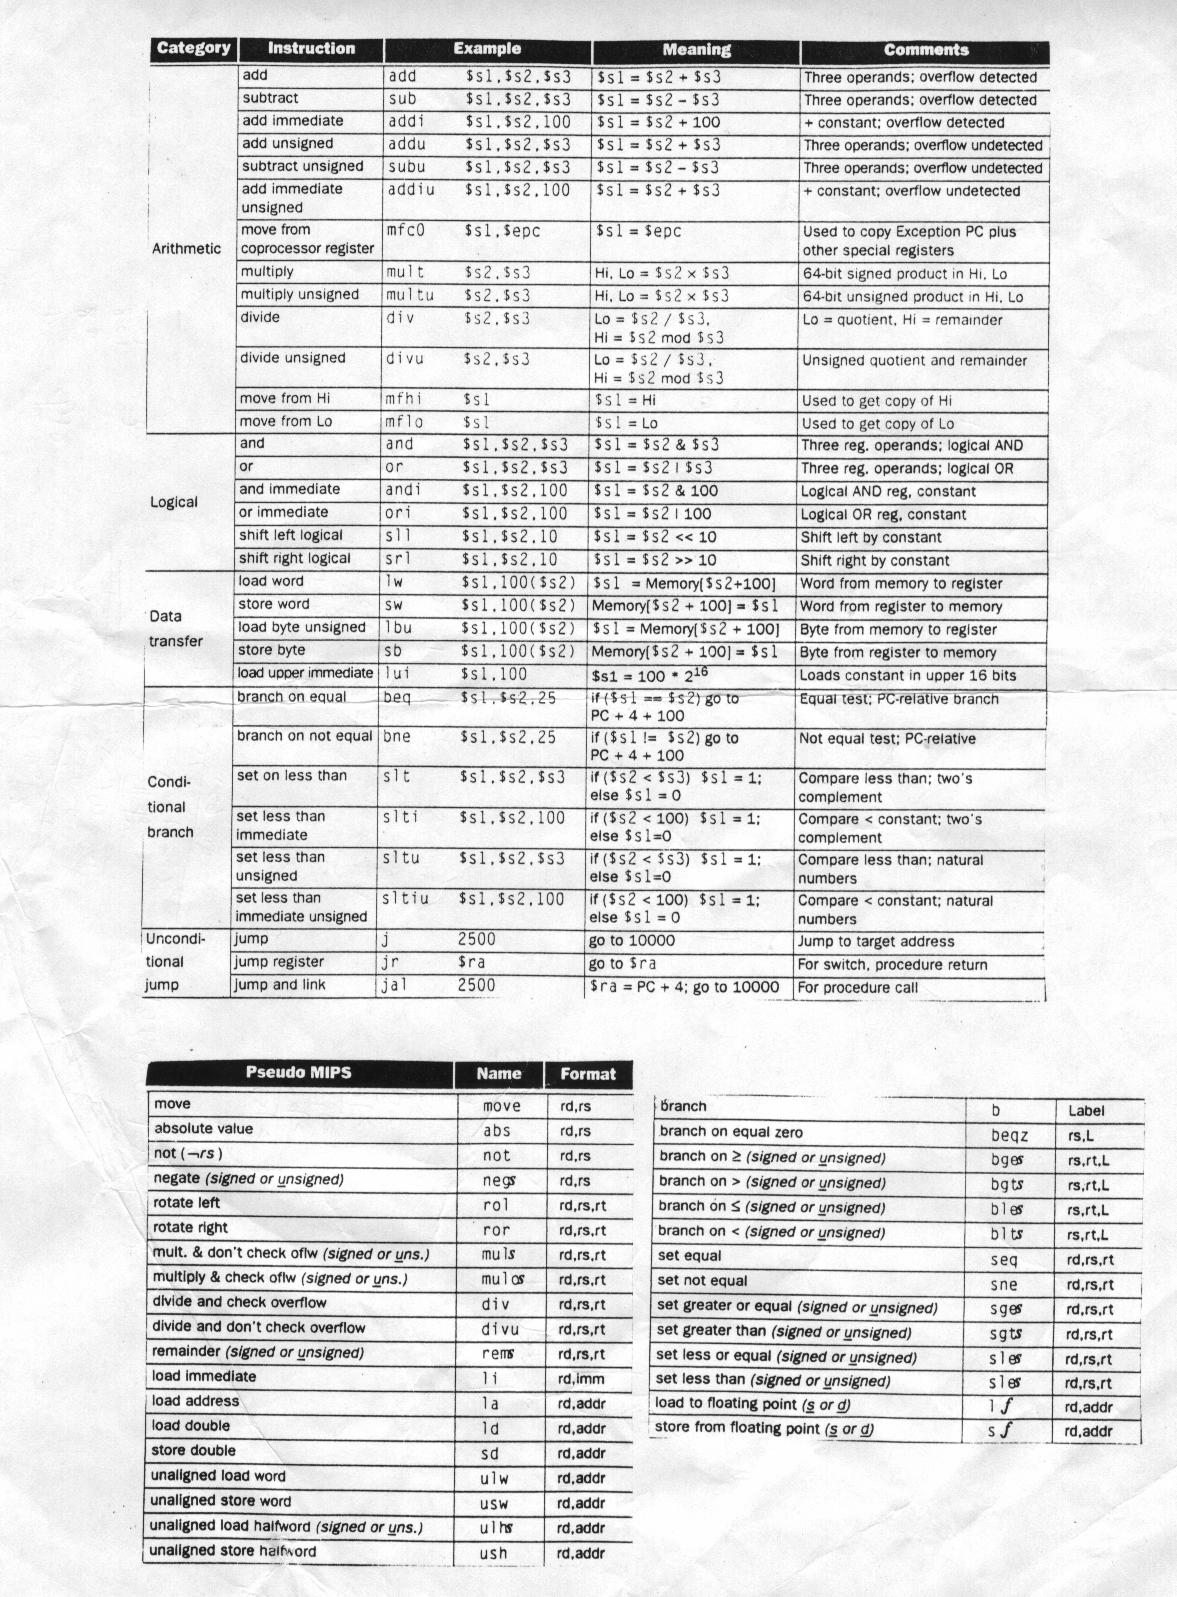 Category Instruction Example Meaning Comments
Arithmetic
add add $s1,$s2,$s3 $s1 = $s2 + $s3 Three operands; overflow detected
subtract sub $s1,$s2,$s3 $s1 = $s2 – $s3 Three operands; overflow detected
add immediate addi $s1,$s2,100 $s1 = $s2 + 100 + constant; overflow detected
add unsigned addu $s1,$s2,$s3 $s1 = $s2 + $s3 Three operands; overflow undetected
subtract unsigned subu $s1,$s2,$s3 $s1 = $s2 – $s3 Three operands; overflow undetected
add immediate addiu $s1,$s2,100 $s1 = $s2 + $s3 + constant; overflow undetected
unsigned
move from mfc0 $s1,$epc $s1 = $epc Used to copy Exception PC plus
coprocessor register other special registers
multiply mult $s2,$s3 Hi, Lo = $s2 × $s3 64-bit signed product in Hi, Lo
multiply unsigned multu $s2,$s3 Hi, Lo = $s2 × $s3 64-bit unsigned product in Hi, Lo
divide div $s2,$s3 Lo = $s2 / $s3, Lo = quotient, Hi = remainder
Hi = $s2 mod $s3
divide unsigned divu $s2,$s3 Lo = $s2 / $s3, Unsigned quotient and remainder
Hi = $s2 mod $s3
move from Hi mfhi $s1 $s1 = Hi Used to get copy of Hi
move from Lo mflo $s1 $s1 = Lo Used to get copy of Lo
Logical
and and $s1,$s2,$s3 $s1 = $s2 & $s3 Three reg. operands; logical AND
or or $s1,$s2,$s3 $s1 = $s2 | $s3 Three reg. operands; logical OR
and immediate andi $s1,$s2,100 $s1 = $s2 & 100 Logical AND reg, constant
or immediate ori $s1,$s2,100 $s1 = $s2 | 100 Logical OR reg, constant
shift left logical sll $s1,$s2,10 $s1 = $s2 << 10 Shift left by constant
shift right logical srl $s1,$s2,10 $s1 = $s2 >> 10 Shift right by constant
Data
transfer
load word lw $s1,100($s2) $s1 = Memory[$s2+100] Word from memory to register
store word sw $s1,100($s2) Memory[$s2 + 100] = $s1 Word from register to memory
load byte unsigned lbu $s1,100($s2) $s1 = Memory[$s2 + 100] Byte from memory to register
store byte sb $s1,100($s2) Memory[$s2 + 100] = $s1 Byte from register to memory
load upper immediate lui $s1,100 $s1 = 100 * 2¹⁶ Loads constant in upper 16 bits
Condi-
tional
branch
branch on equal beq $s1,$s2,25 if ($s1 == $s2) go to Equal test; PC-relative branch
PC + 4 + 100
branch on not equal bne $s1,$s2,25 if ($s1 != $s2) go to Not equal test; PC-relative
PC + 4 + 100
set on less than slt $s1,$s2,$s3 if ($s2 < $s3) $s1 = 1; Compare less than; two's
else $s1 = 0 complement
set less than slti $s1,$s2,100 if ($s2 < 100) $s1 = 1; Compare < constant; two's
immediate else $s1=0 complement
set less than sltu $s1,$s2,$s3 if ($s2 < $s3) $s1 = 1; Compare less than; natural
unsigned else $s1=0 numbers
set less than sltiu $s1,$s2,100 if ($s2 < 100) $s1 = 1; Compare < constant; natural
immediate unsigned else $s1 = 0 numbers
Uncondi-
tional
jump
jump j 2500 go to 10000 Jump to target address
jump register jr $ra go to $ra For switch, procedure return
jump and link jal 2500 $ra = PC + 4; go to 10000 For procedure call
Pseudo MIPS Name Format
move move rd,rs
absolute value abs rd,rs
not (¬rs) not rd,rs
negate (signed or unsigned) negs rd,rs
rotate left rol rd,rs,rt
rotate right ror rd,rs,rt
mult. & don't check oflw (signed or uns.) muls rd,rs,rt
multiply & check oflw (signed or uns.) mulos rd,rs,rt
divide and check overflow div rd,rs,rt
divide and don't check overflow divu rd,rs,rt
remainder (signed or unsigned) rems rd,rs,rt
load immediate li rd,imm
load address la rd,addr
load double ld rd,addr
store double sd rd,addr
unaligned load word ulw rd,addr
unaligned store word usw rd,addr
unaligned load halfword (signed or uns.) ulhs rd,addr
unaligned store halfword ush rd,addr
branch b Label
branch on equal zero beqz rs,L
branch on ≥ (signed or unsigned) bges rs,rt,L
branch on > (signed or unsigned) bgts rs,rt,L
branch on ≤ (signed or unsigned) bles rs,rt,L
branch on < (signed or unsigned) blts rs,rt,L
set equal seq rd,rs,rt
set not equal sne rd,rs,rt
set greater or equal (signed or unsigned) sges rd,rs,rt
set greater than (signed or unsigned) sgts rd,rs,rt
set less or equal (signed or unsigned) sles rd,rs,rt
set less than (signed or unsigned) sles rd,rs,rt
load to floating point (s or d) l f rd,addr
store from floating point (s or d) s f rd,addr